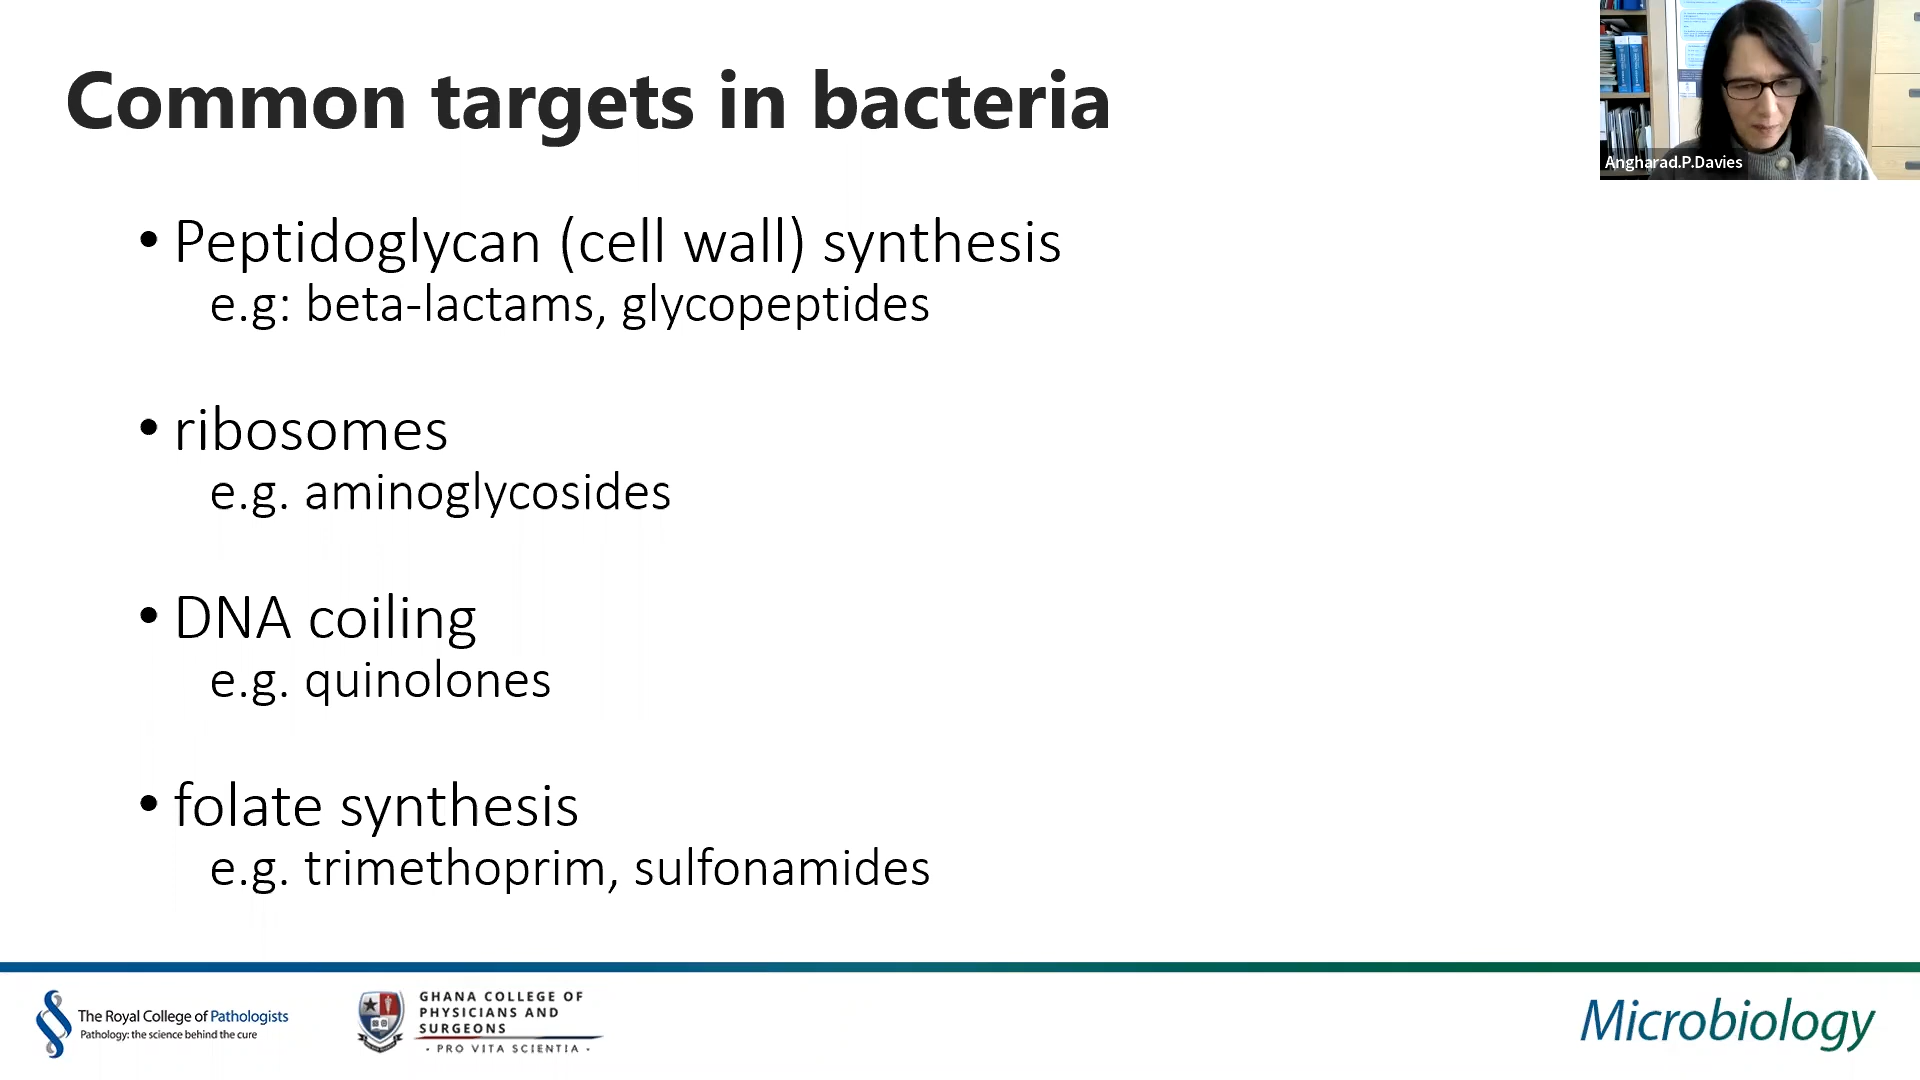 Common targets in bacteria
Angharad.P.Davies
• Peptidoglycan (cell wall) synthesis
e.g: beta-lactams, glycopeptides
• ribosomes
e.g. aminoglycosides
• DNA coiling
e.g. quinolones
• folate synthesis
e.g. trimethoprim, sulfonamides
The Royal College of Pathologists
Pathology: the science behind the cure
GHANA COLLEGE OF
PHYSICIANS AND
SURGEONS
- PRO VITA SCIENTIA -
Microbiology